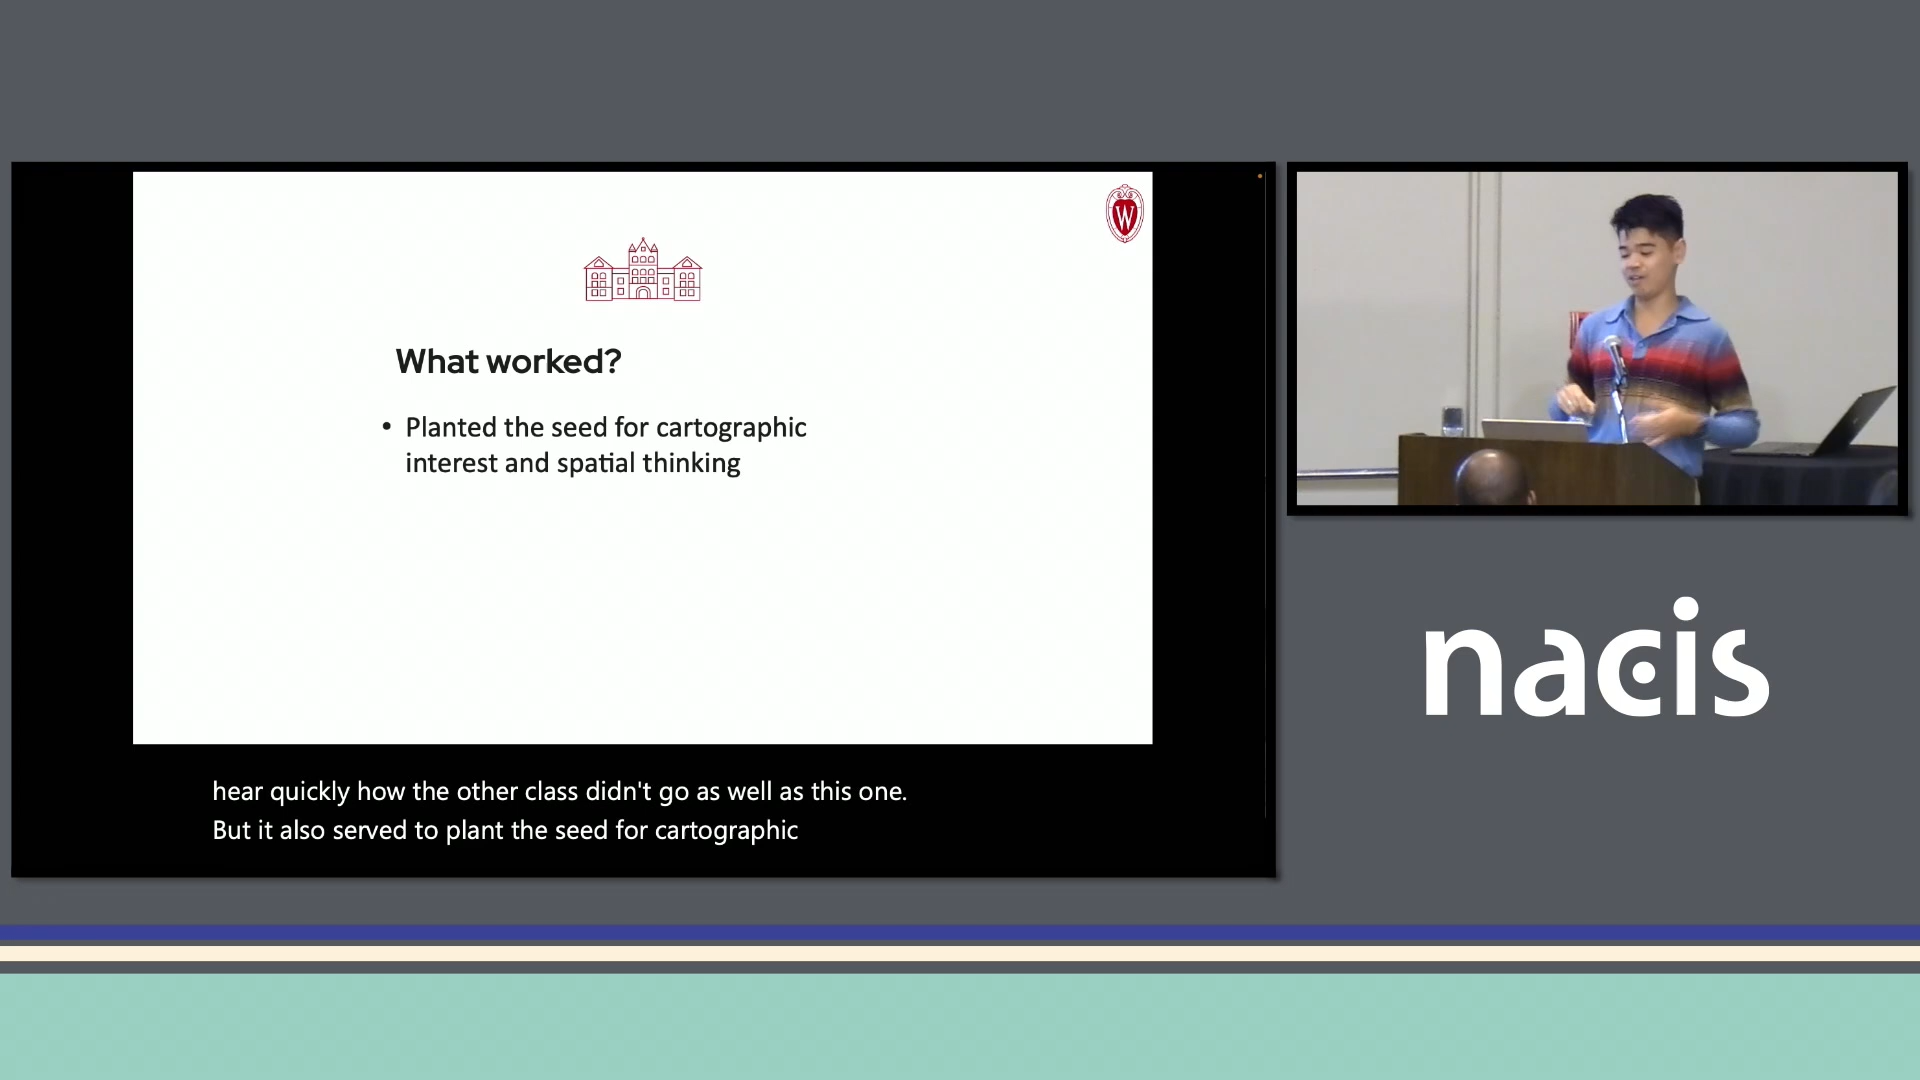 W
What worked?
• Planted the seed for cartographic
interest and spatial thinking
hear quickly how the other class didn't go as well as this one.
But it also served to plant the seed for cartographic
nacis